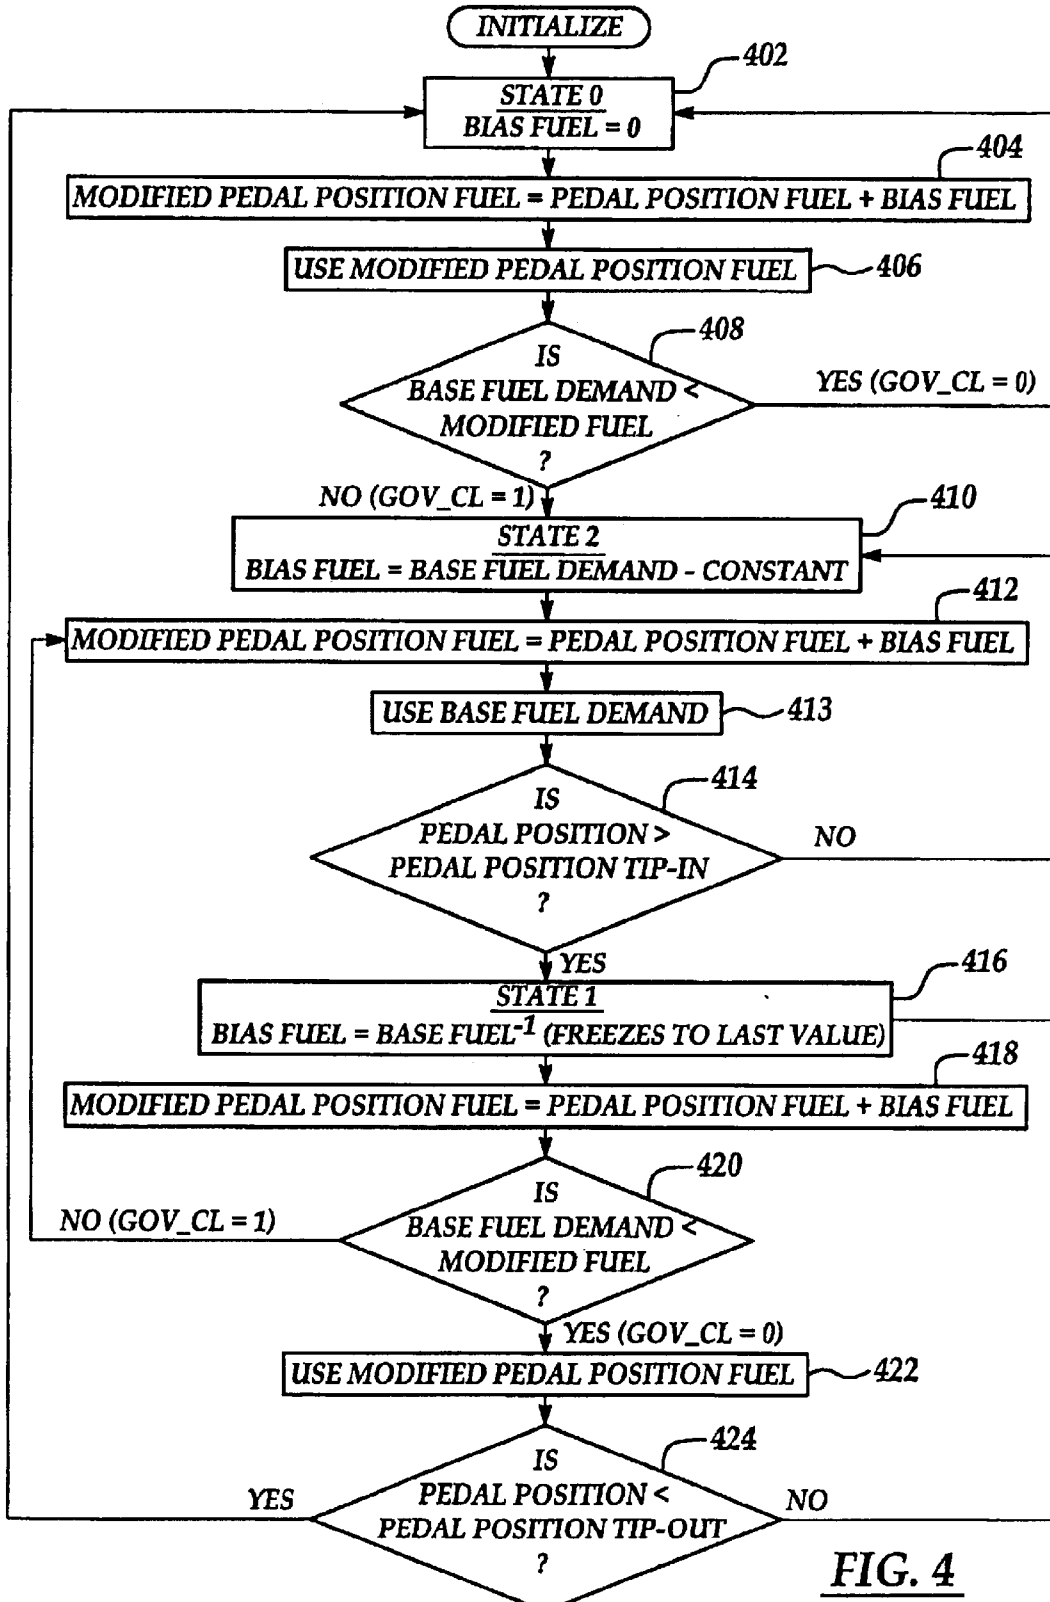 INITIALIZE
402
STATE 0
BIAS FUEL = 0
404
MODIFIED PEDAL POSITION FUEL = PEDAL POSITION FUEL + BIAS FUEL
USE MODIFIED PEDAL POSITION FUEL
406
408
IS
BASE FUEL DEMAND <
MODIFIED FUEL
?
YES (GOV_CL = 0)
NO (GOV_CL = 1)
410
STATE 2
BIAS FUEL = BASE FUEL DEMAND - CONSTANT
412
MODIFIED PEDAL POSITION FUEL = PEDAL POSITION FUEL + BIAS FUEL
USE BASE FUEL DEMAND
413
414
IS
PEDAL POSITION >
PEDAL POSITION TIP-IN
?
NO
YES
416
STATE 1
BIAS FUEL = BASE FUEL⁻¹ (FREEZES TO LAST VALUE)
418
MODIFIED PEDAL POSITION FUEL = PEDAL POSITION FUEL + BIAS FUEL
420
IS
BASE FUEL DEMAND <
MODIFIED FUEL
?
NO (GOV_CL = 1)
YES (GOV_CL = 0)
USE MODIFIED PEDAL POSITION FUEL
422
424
IS
PEDAL POSITION <
PEDAL POSITION TIP-OUT
?
YES
NO
FIG. 4